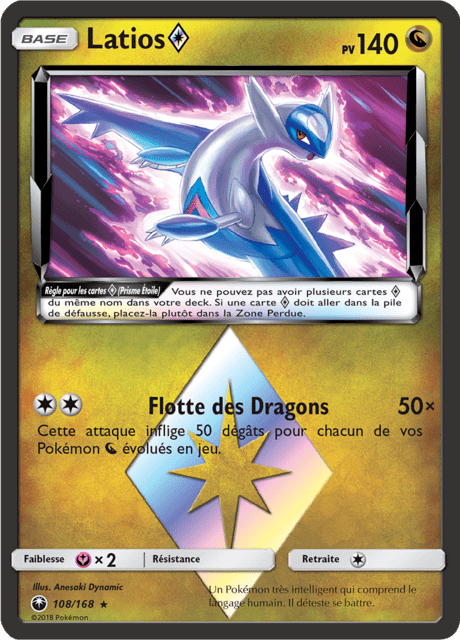 BASE Latios PV140
Règle pour les cartes (Prisme Étoile) Vous ne pouvez pas avoir plusieurs cartes
du même nom dans votre deck. Si une carte doit aller dans la pile
de défausse, placez-la plutôt dans la Zone Perdue.
Flotte des Dragons 50×
Cette attaque inflige 50 dégâts pour chacun de vos
Pokémon évolués en jeu.
Faiblesse ×2 Résistance Retraite
Illus. Anesaki Dynamic
108/168 ★
©2018 Pokémon
Un Pokémon très intelligent qui comprend le
langage humain. Il déteste se battre.